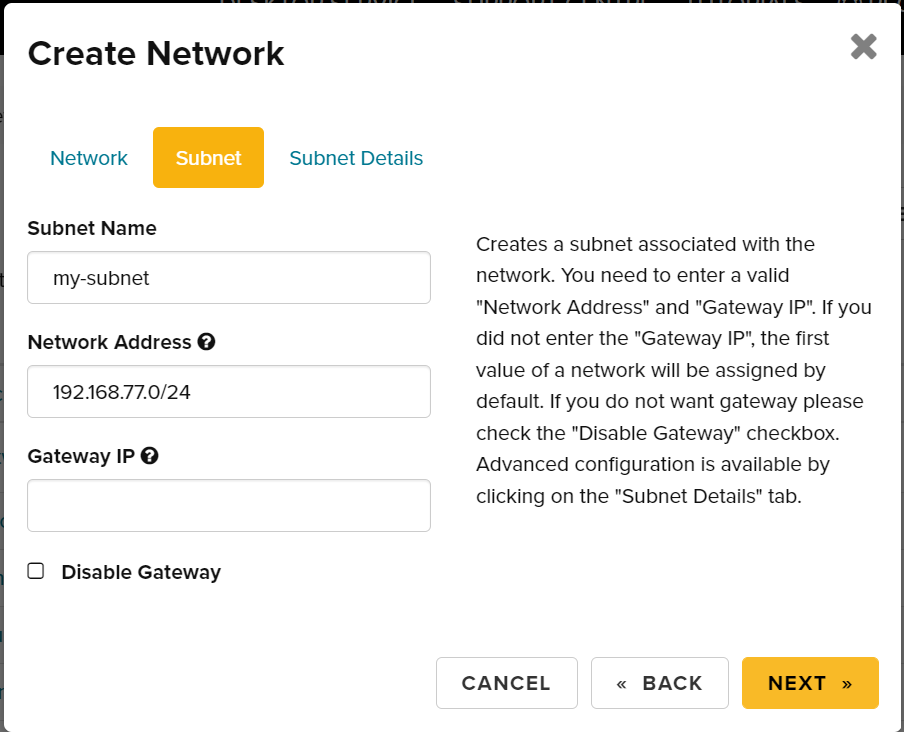 Create Network
Network
Subnet
Subnet Details
Subnet Name
my-subnet
Network Address
192.168.77.0/24
Gateway IP
Disable Gateway
Creates a subnet associated with the
network. You need to enter a valid
"Network Address" and "Gateway IP". If you
did not enter the "Gateway IP", the first
value of a network will be assigned by
default. If you do not want gateway please
check the "Disable Gateway" checkbox.
Advanced configuration is available by
clicking on the "Subnet Details" tab.
CANCEL
« BACK
NEXT »